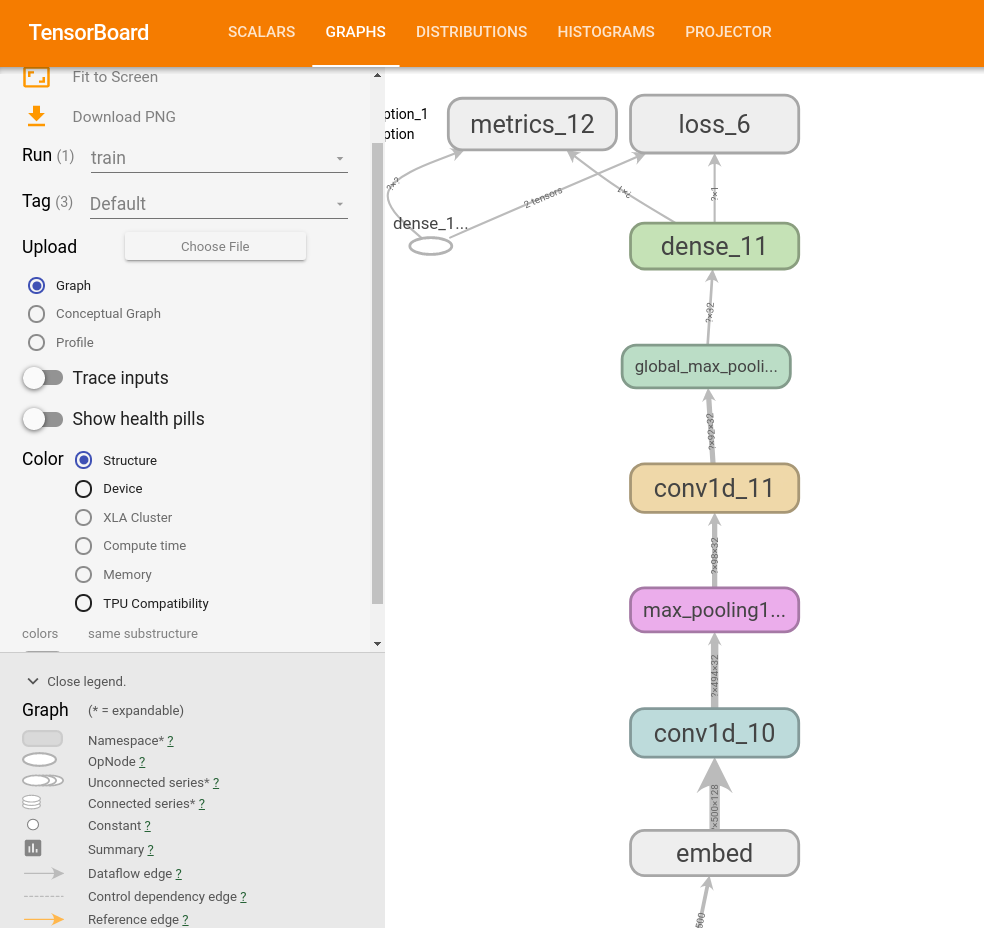 TensorBoard
SCALARS
GRAPHS
DISTRIBUTIONS
HISTOGRAMS
PROJECTOR
Fit to Screen
Download PNG
Run (1) train
Tag (3) Default
Upload
Choose File
Graph
Conceptual Graph
Profile
Trace inputs
Show health pills
Color
Structure
Device
XLA Cluster
Compute time
Memory
TPU Compatibility
colors same substructure
Close legend.
Graph (* = expandable)
Namespace* ?
OpNode ?
Unconnected series* ?
Connected series* ?
Constant ?
Summary ?
Dataflow edge ?
Control dependency edge ?
Reference edge ?
ption_1
ption
metrics_12
loss_6
?×?
2 tensors
?×1
?×1
dense_1...
dense_11
?×32
global_max_pooli...
?×92×32
conv1d_11
?×98×32
max_pooling1...
?×494×32
conv1d_10
?×500×128
embed
500